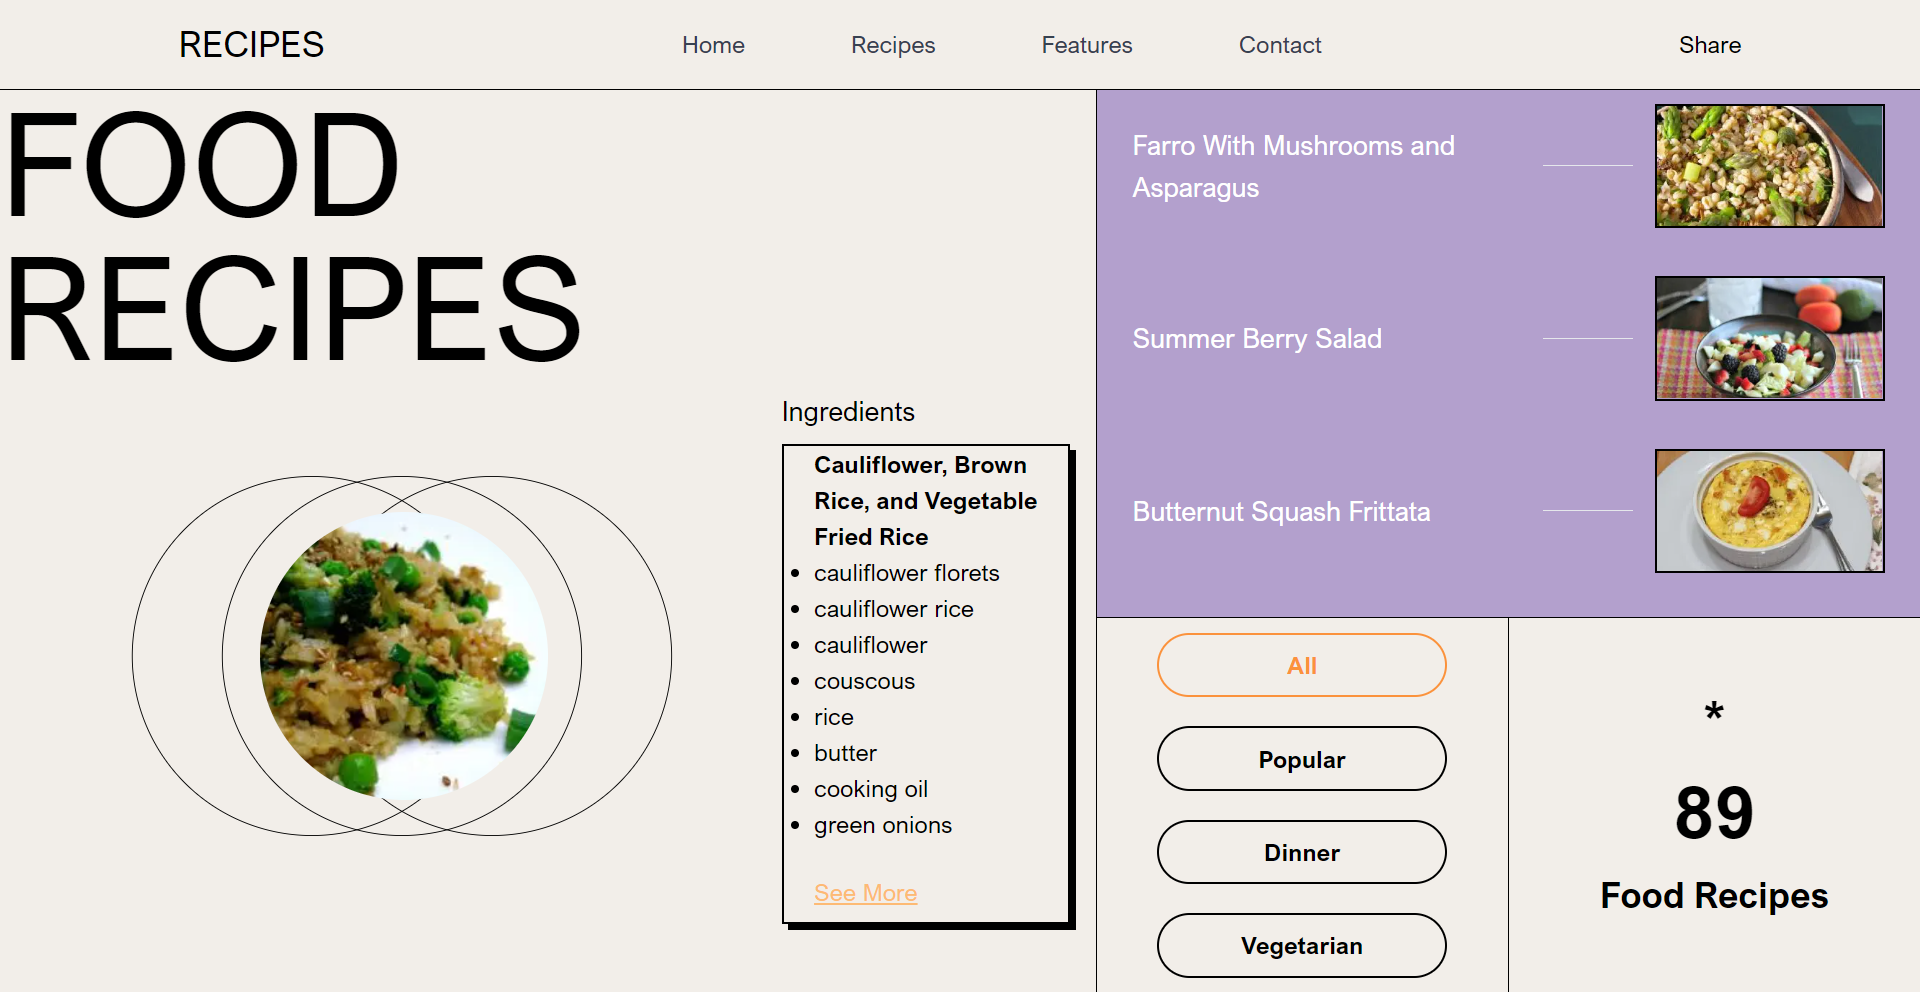 RECIPES
Home
Recipes
Features
Contact
Share
FOOD
RECIPES
Ingredients
Cauliflower, Brown
Rice, and Vegetable
Fried Rice
cauliflower florets
cauliflower rice
cauliflower
couscous
rice
butter
cooking oil
green onions
See More
Farro With Mushrooms and
Asparagus
Summer Berry Salad
Butternut Squash Frittata
All
Popular
Dinner
Vegetarian
*
89
Food Recipes